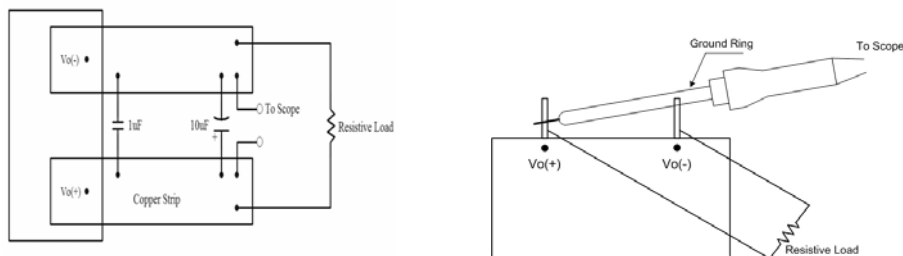 Vo(-)
To Scope
1uF
10uF
+
Resistive Load
Vo(+)
Copper Strip
Ground Ring
To Scope
Vo(+)
Vo(-)
Resistive Load